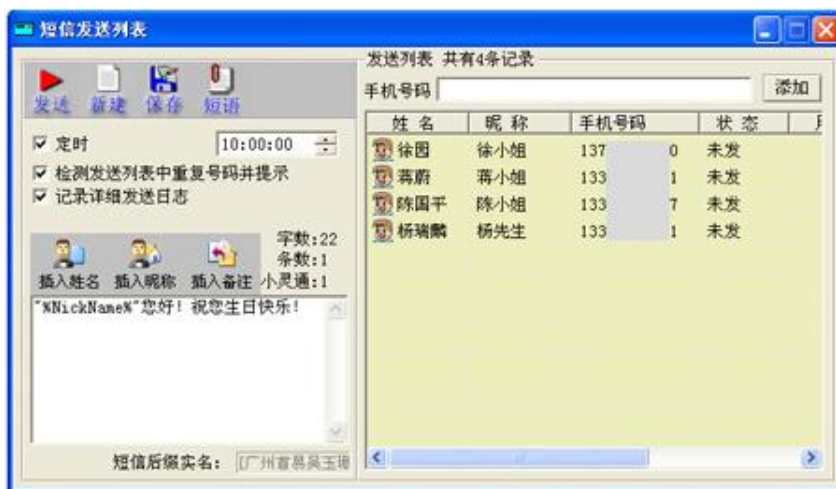 短信发送列表
发送 新建 保存 短语
定时 10:00:00
检测发送列表中重复号码并提示
记录详细发送日志
字数:22
条数:1
插入姓名 插入昵称 插入备注 小灵通:1
"%NickName%"您好！祝您生日快乐！
短信后缀实名:
发送列表 共有4条记录
手机号码 添加
姓名 昵称 手机号码 状态
徐园 徐小姐 137 0 未发
蒋蔚 蒋小姐 133 1 未发
陈国平 陈小姐 133 7 未发
杨瑞麟 杨先生 133 1 未发